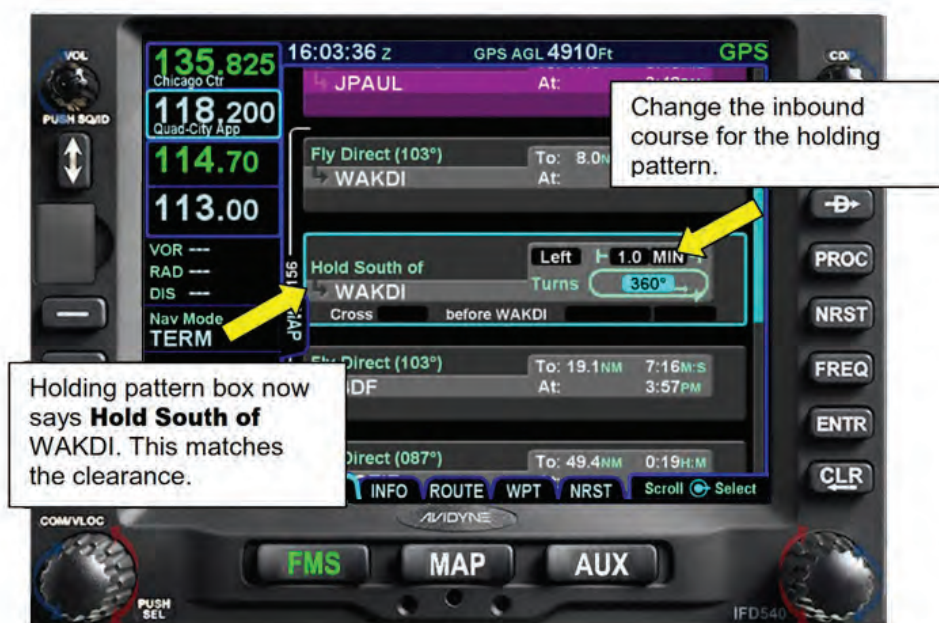 VOL
PUSH SQ/ID
135.825
Chicago Ctr
118.200
Quad-City App
114.70
113.00
VOR ---
RAD ---
DIS ---
Nav Mode
TERM
16:03:36 Z GPS AGL 4910Ft GPS
JPAUL At:
Fly Direct (103°) To: 8.0
WAKDI At:
Hold South of Left 1.0 MIN
WAKDI Turns 360°
Cross before WAKDI
Direct (103°) To: 19.1NM 7:16M:S
DF At: 3:57PM
Direct (087°) To: 49.4NM 0:19H:M
INFO ROUTE WPT NRST Scroll Select
Change the inbound
course for the holding
pattern.
Holding pattern box now
says Hold South of
WAKDI. This matches
the clearance.
CDI
D
PROC
NRST
FREQ
ENTR
CLR
COM/VLOC
PUSH
SEL
AVIDYNE
FMS MAP AUX
IFD540